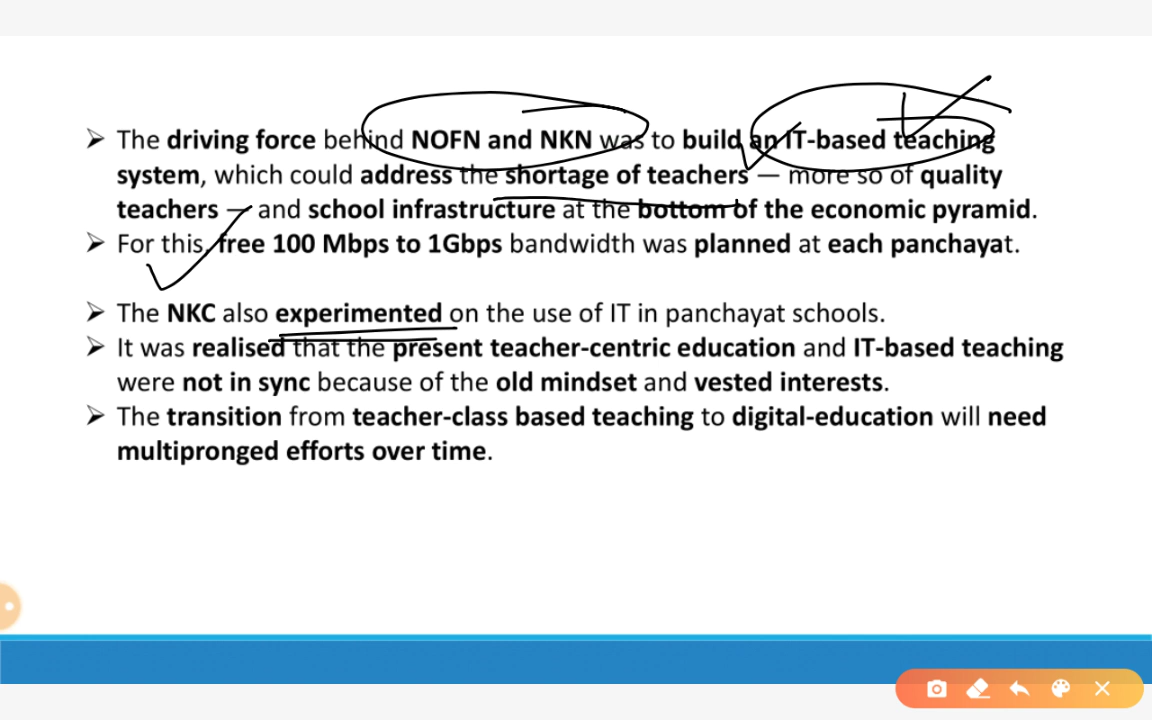 ➢ The driving force behind NOFN and NKN was to build an IT-based teaching
system, which could address the shortage of teachers — more so of quality
teachers — and school infrastructure at the bottom of the economic pyramid.
➢ For this, free 100 Mbps to 1Gbps bandwidth was planned at each panchayat.
➢ The NKC also experimented on the use of IT in panchayat schools.
➢ It was realised that the present teacher-centric education and IT-based teaching
were not in sync because of the old mindset and vested interests.
➢ The transition from teacher-class based teaching to digital-education will need
multipronged efforts over time.